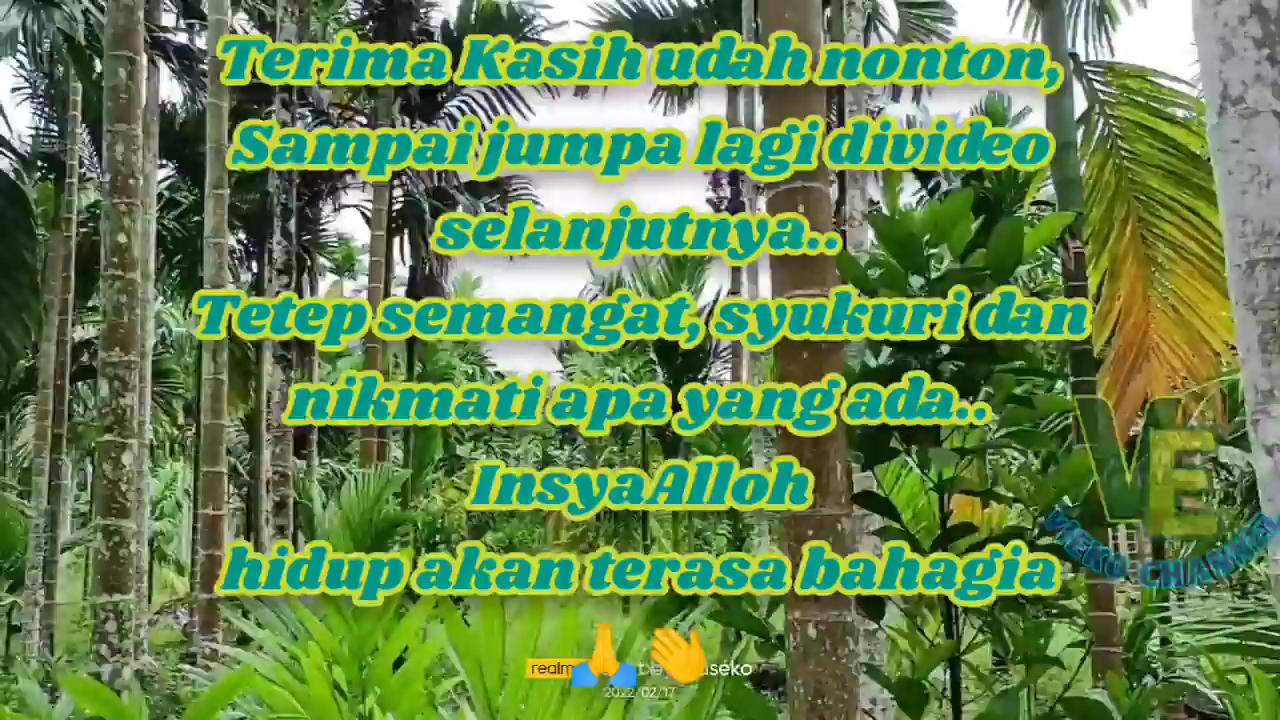 Terima Kasih udah nonton,
Sampai jumpa lagi divideo
selanjutnya..
Tetep semangat, syukuri dan
nikmati apa yang ada..
InsyaAlloh
hidup akan terasa bahagia
VE
CHANNEL
2022/02/17